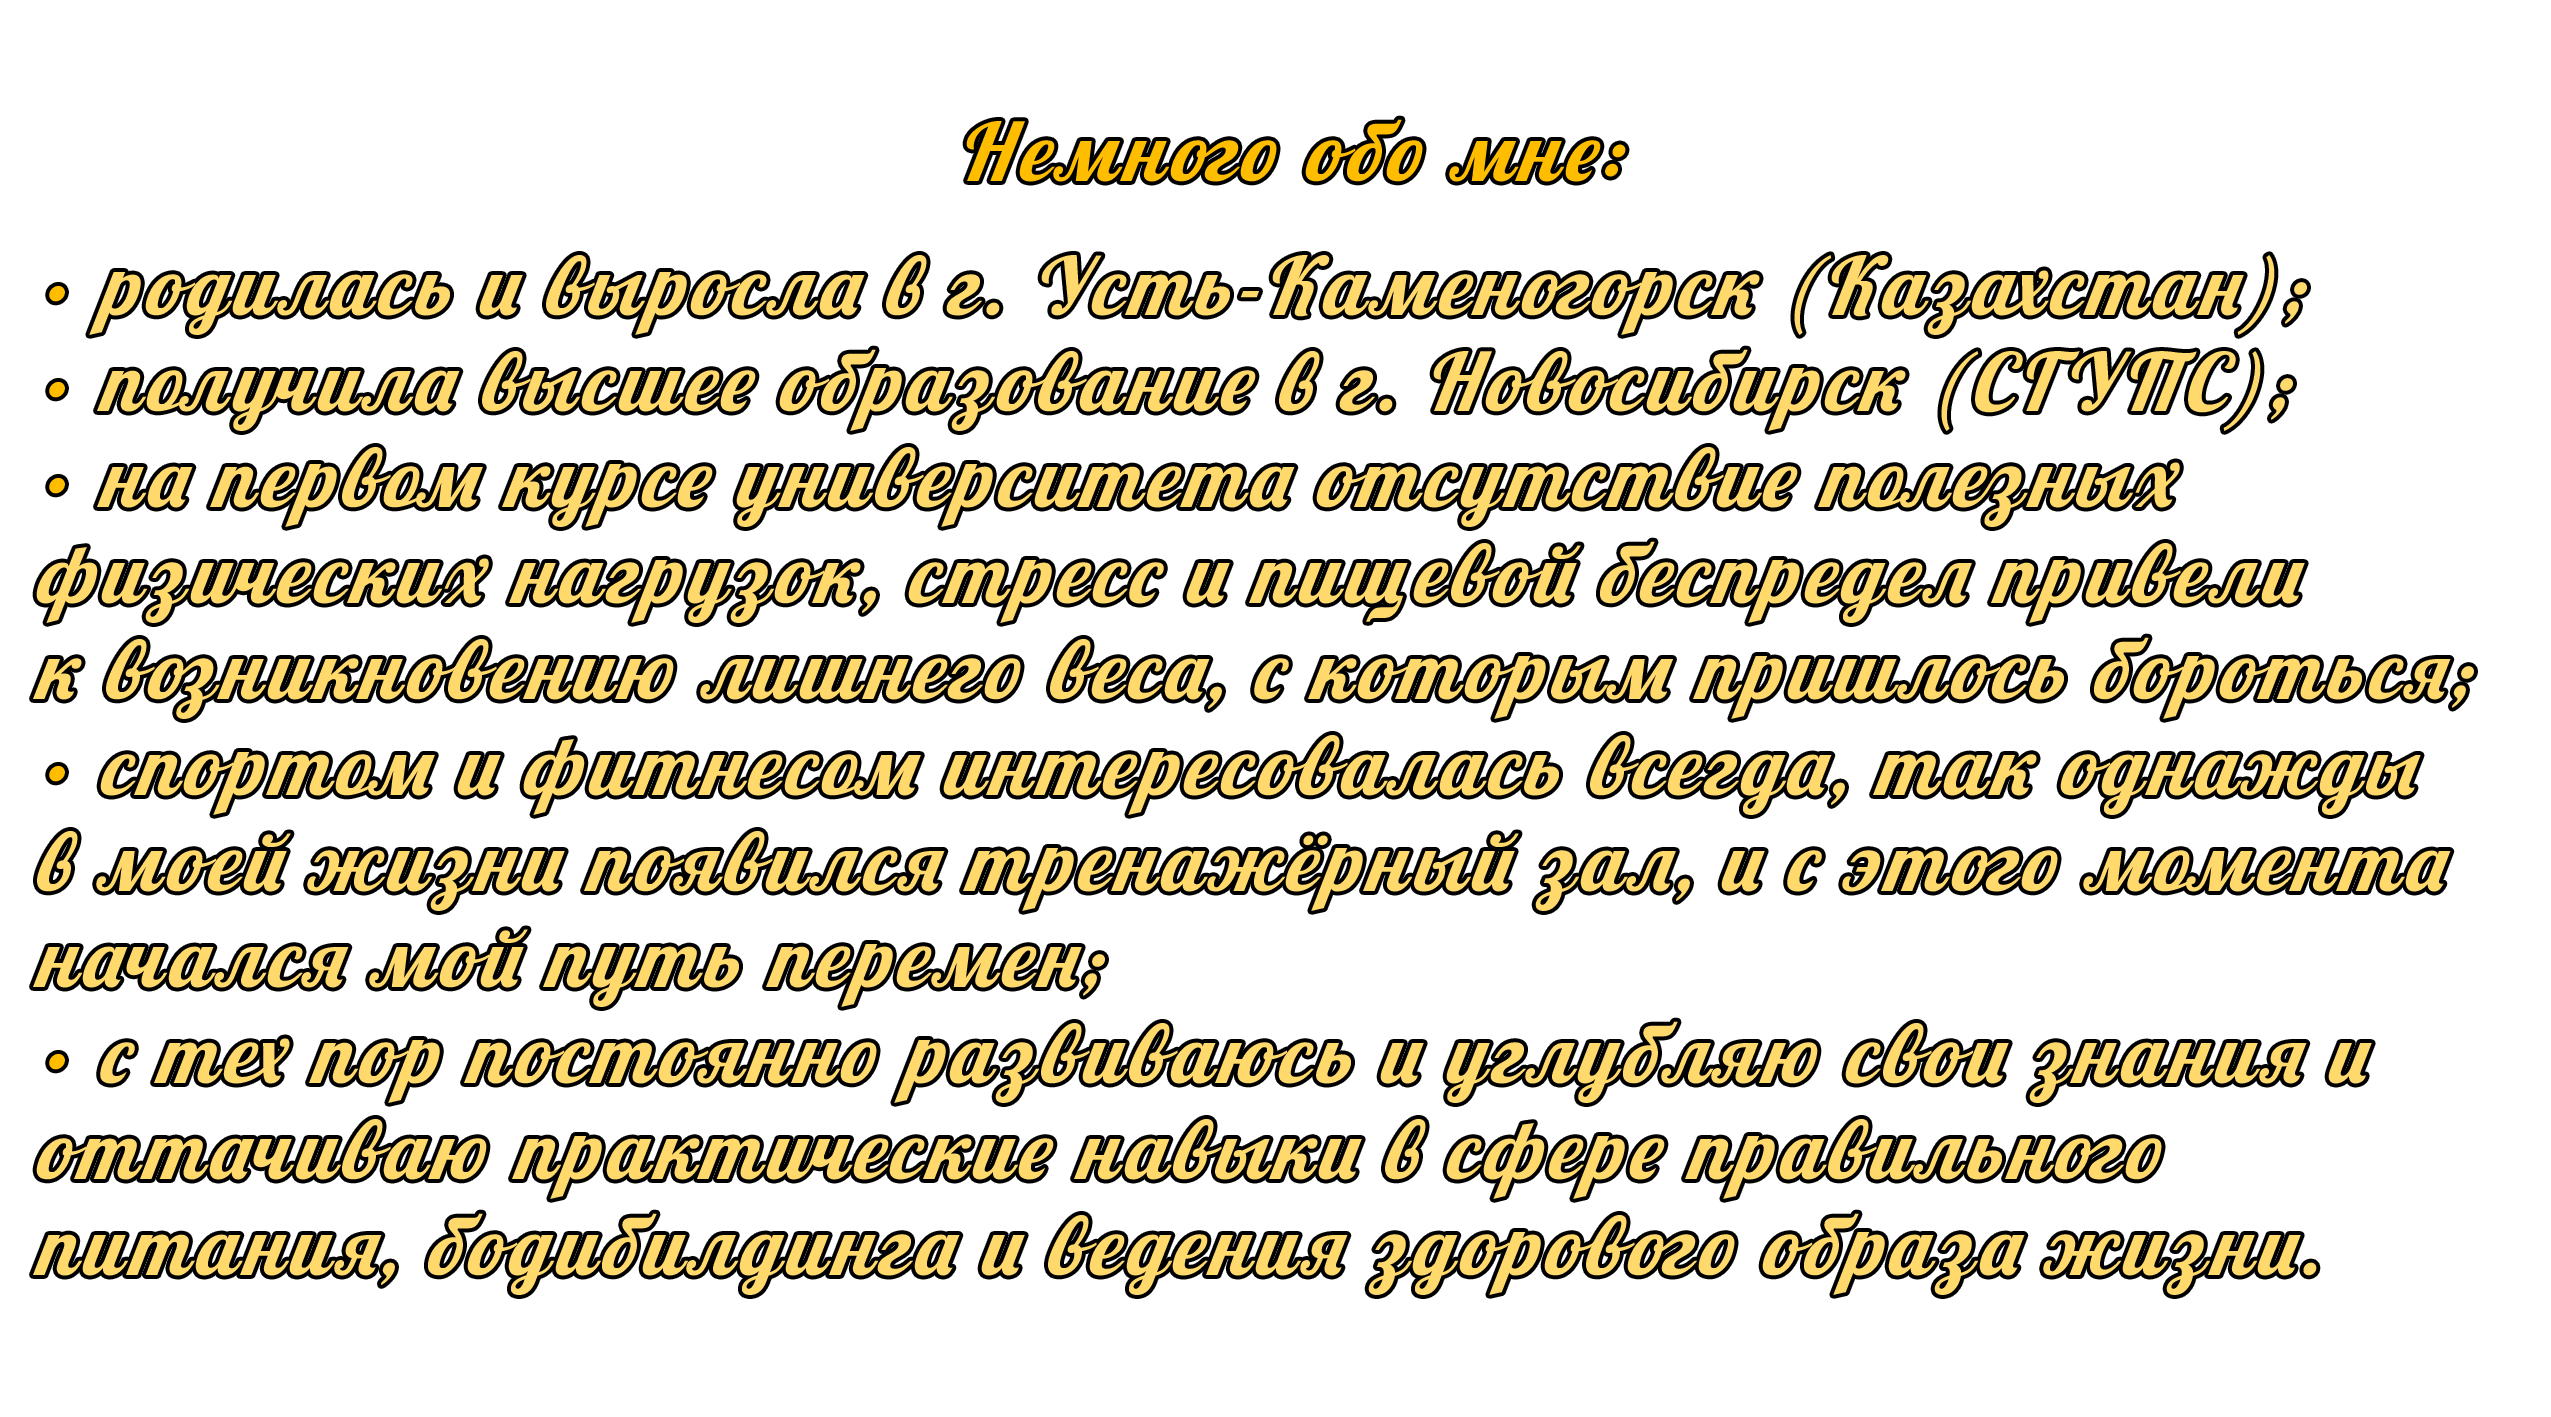 Немного обо мне:
• родилась и выросла в г. Усть-Каменогорск (Казахстан);
• получила высшее образование в г. Новосибирск (СГУПС);
• на первом курсе университета отсутствие полезных
физических нагрузок, стресс и пищевой беспредел привели
к возникновению лишнего веса, с которым пришлось бороться;
• спортом и фитнесом интересовалась всегда, так однажды
в моей жизни появился тренажёрный зал, и с этого момента
начался мой путь перемен;
• с тех пор постоянно развиваюсь и углубляю свои знания и
оттачиваю практические навыки в сфере правильного
питания, бодибилдинга и ведения здорового образа жизни.